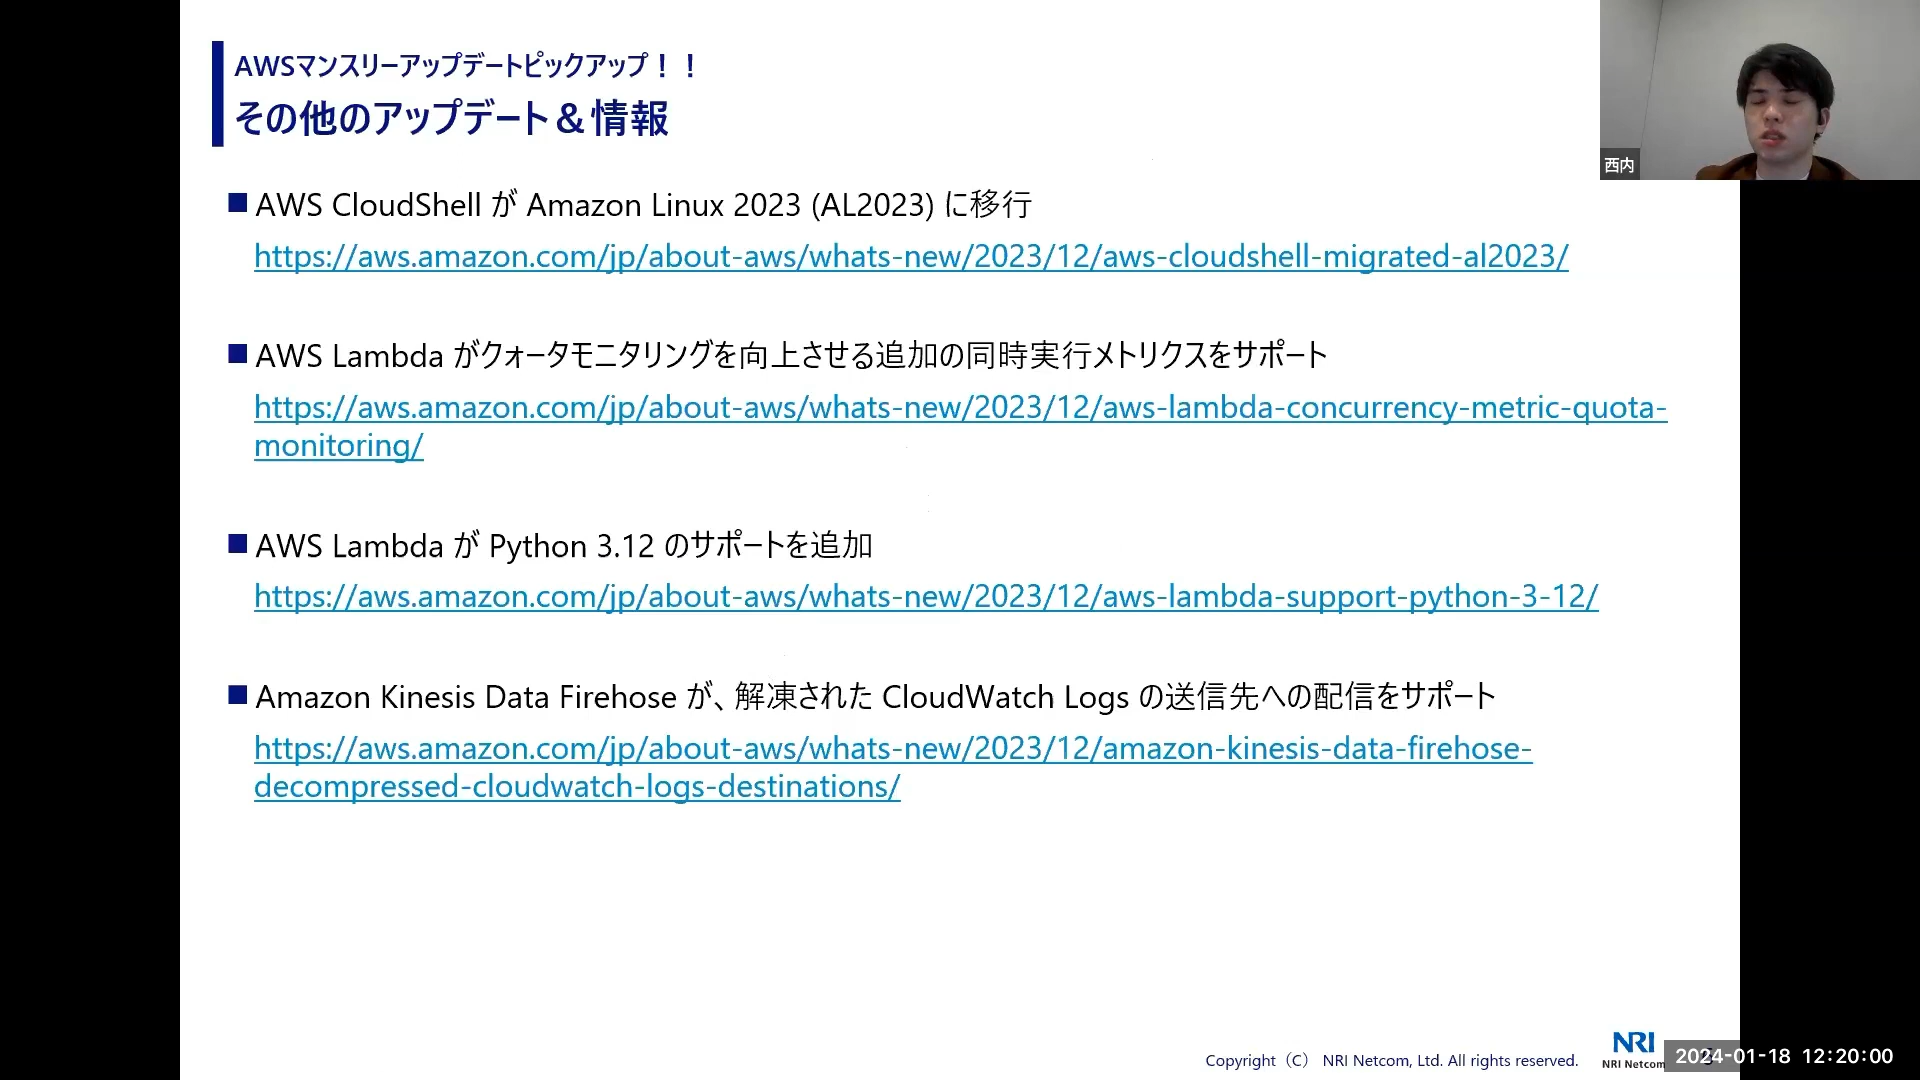 AWSマンスリーアップデートピックアップ！！
その他のアップデート＆情報
西内
AWS CloudShell が Amazon Linux 2023 (AL2023) に移行
https://aws.amazon.com/jp/about-aws/whats-new/2023/12/aws-cloudshell-migrated-al2023/
AWS Lambda がクォータモニタリングを向上させる追加の同時実行メトリクスをサポート
https://aws.amazon.com/jp/about-aws/whats-new/2023/12/aws-lambda-concurrency-metric-quota-
monitoring/
AWS Lambda が Python 3.12 のサポートを追加
https://aws.amazon.com/jp/about-aws/whats-new/2023/12/aws-lambda-support-python-3-12/
Amazon Kinesis Data Firehose が、解凍された CloudWatch Logs の送信先への配信をサポート
https://aws.amazon.com/jp/about-aws/whats-new/2023/12/amazon-kinesis-data-firehose-
decompressed-cloudwatch-logs-destinations/
Copyright（C） NRI Netcom, Ltd. All rights reserved.
NRI
NRI Netcom
2024-01-18 12:20:00